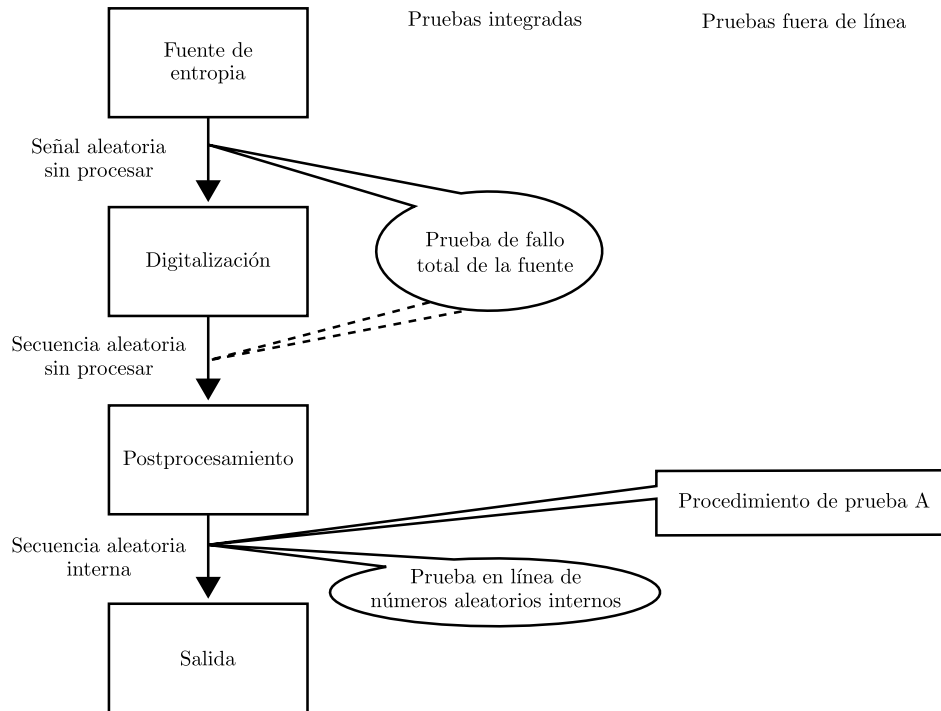 Pruebas integradas
Pruebas fuera de línea
Fuente de
entropia
Señal aleatoria
sin procesar
Digitalización
Prueba de fallo
total de la fuente
Secuencia aleatoria
sin procesar
Postprocesamiento
Procedimiento de prueba A
Secuencia aleatoria
interna
Prueba en línea de
números aleatorios internos
Salida